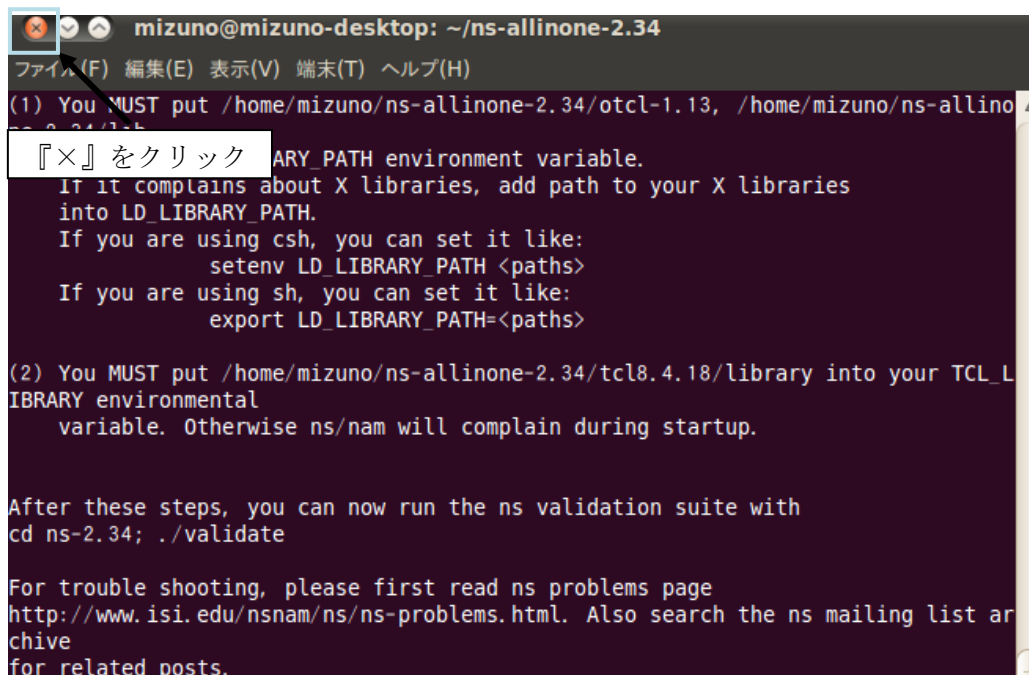 mizuno@mizuno-desktop: ~/ns-allinone-2.34
ファイル(F) 編集(E) 表示(V) 端末(T) ヘルプ(H)
(1) You MUST put /home/mizuno/ns-allinone-2.34/otcl-1.13, /home/mizuno/ns-allino
ne-2.34/lib,
『×』をクリック
ARY_PATH environment variable.
If it complains about X libraries, add path to your X libraries
into LD_LIBRARY_PATH.
If you are using csh, you can set it like:
setenv LD_LIBRARY_PATH <paths>
If you are using sh, you can set it like:
export LD_LIBRARY_PATH=<paths>
(2) You MUST put /home/mizuno/ns-allinone-2.34/tcl8.4.18/library into your TCL_L
IBRARY environmental
variable. Otherwise ns/nam will complain during startup.
After these steps, you can now run the ns validation suite with
cd ns-2.34; ./validate
For trouble shooting, please first read ns problems page
http://www.isi.edu/nsnam/ns/ns-problems.html. Also search the ns mailing list ar
chive
for related posts.